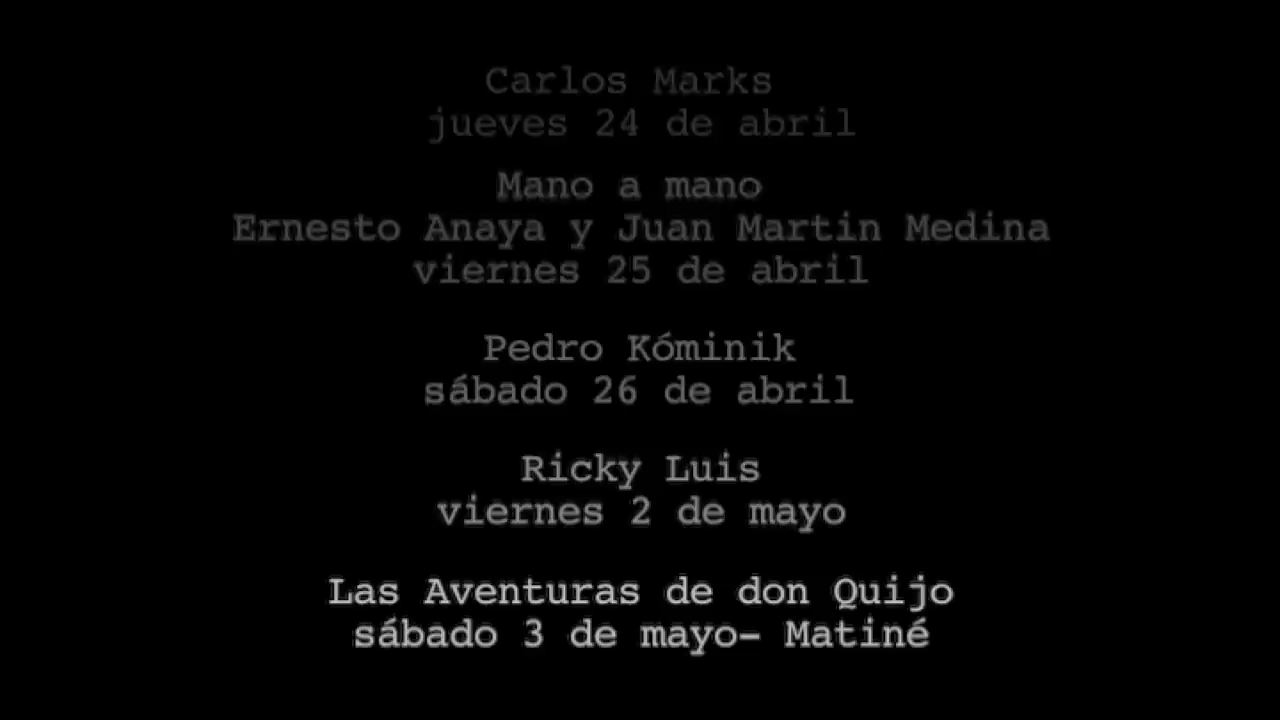 Carlos Marks
jueves 24 de abril
Mano a mano
Ernesto Anaya y Juan Martin Medina
viernes 25 de abril
Pedro Kóminik
sábado 26 de abril
Ricky Luis
viernes 2 de mayo
Las Aventuras de don Quijo
sábado 3 de mayo- Matiné